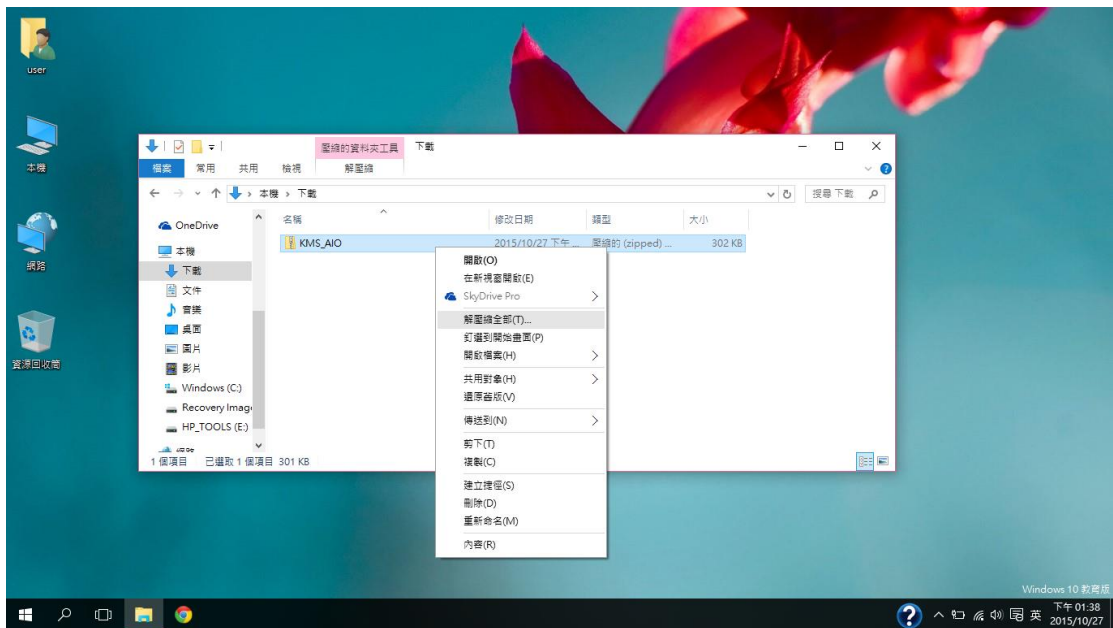 user
本機
網路
資源回收筒
壓縮的資料夾工具
下載
檔案
常用
共用
檢視
解壓縮
本機 › 下載
搜尋下載
OneDrive
本機
下載
文件
音樂
桌面
圖片
影片
Windows (C:)
Recovery Imag
HP_TOOLS (E:)
網路
名稱
修改日期
類型
大小
KMS_AIO
2015/10/27 下午 ...
壓縮的 (zipped) ...
302 KB
開啟(O)
在新視窗開啟(E)
SkyDrive Pro
解壓縮全部(T)...
釘選到開始畫面(P)
開啟檔案(H)
共用對象(H)
還原舊版(V)
傳送到(N)
剪下(T)
複製(C)
建立捷徑(S)
刪除(D)
重新命名(M)
內容(R)
1 個項目
已選取 1 個項目 301 KB
Windows 10 教育版
英
下午 01:38
2015/10/27